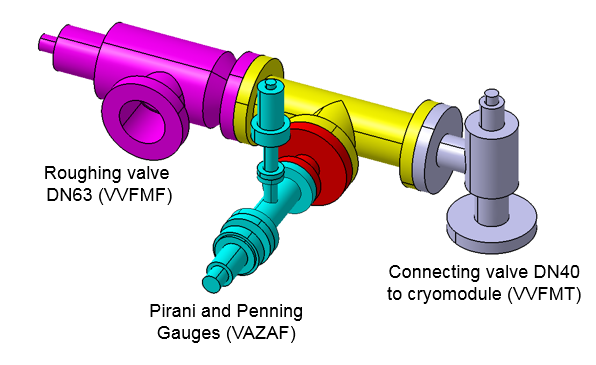 Roughing valve
DN63 (VVFMF)
Pirani and Penning
Gauges (VAZAF)
Connecting valve DN40
to cryomodule (VVFMT)